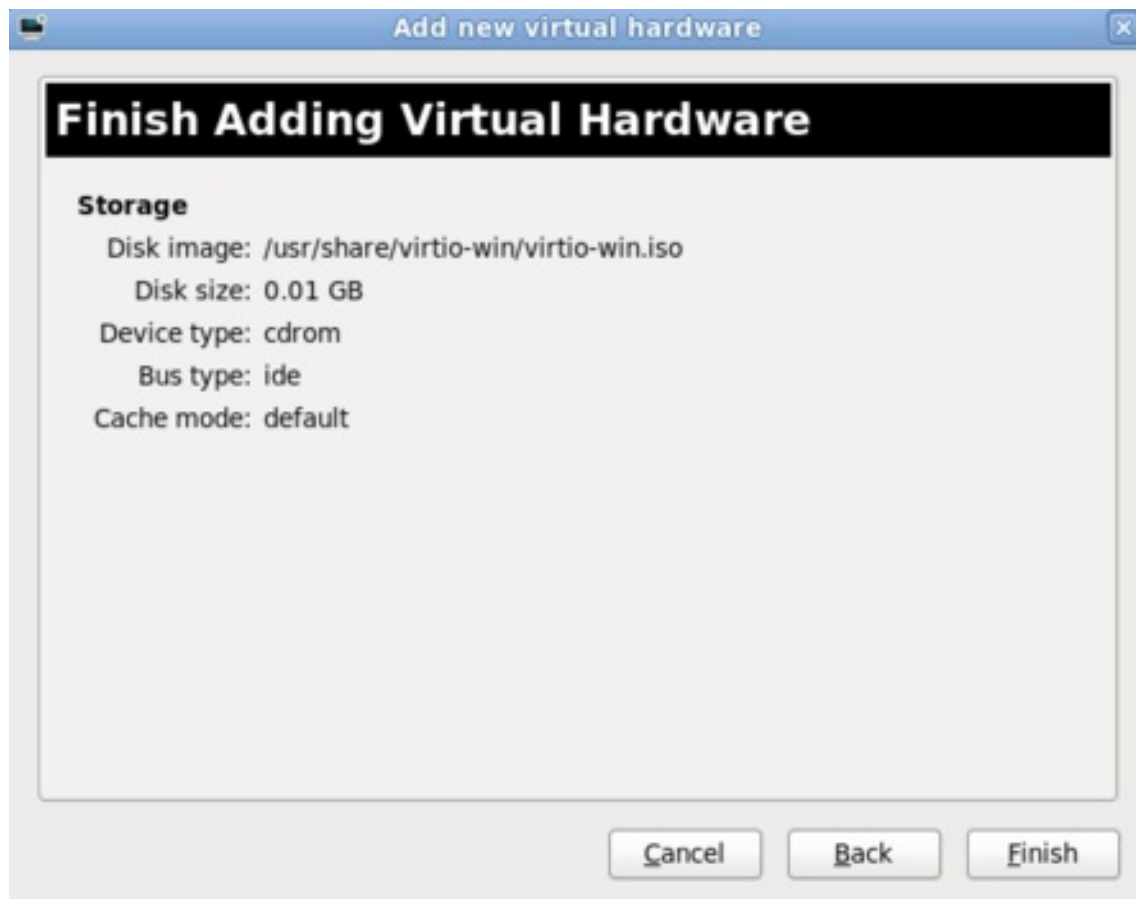 Add new virtual hardware
Finish Adding Virtual Hardware
Storage
Disk image: /usr/share/virtio-win/virtio-win.iso
Disk size: 0.01 GB
Device type: cdrom
Bus type: ide
Cache mode: default
Cancel Back Finish